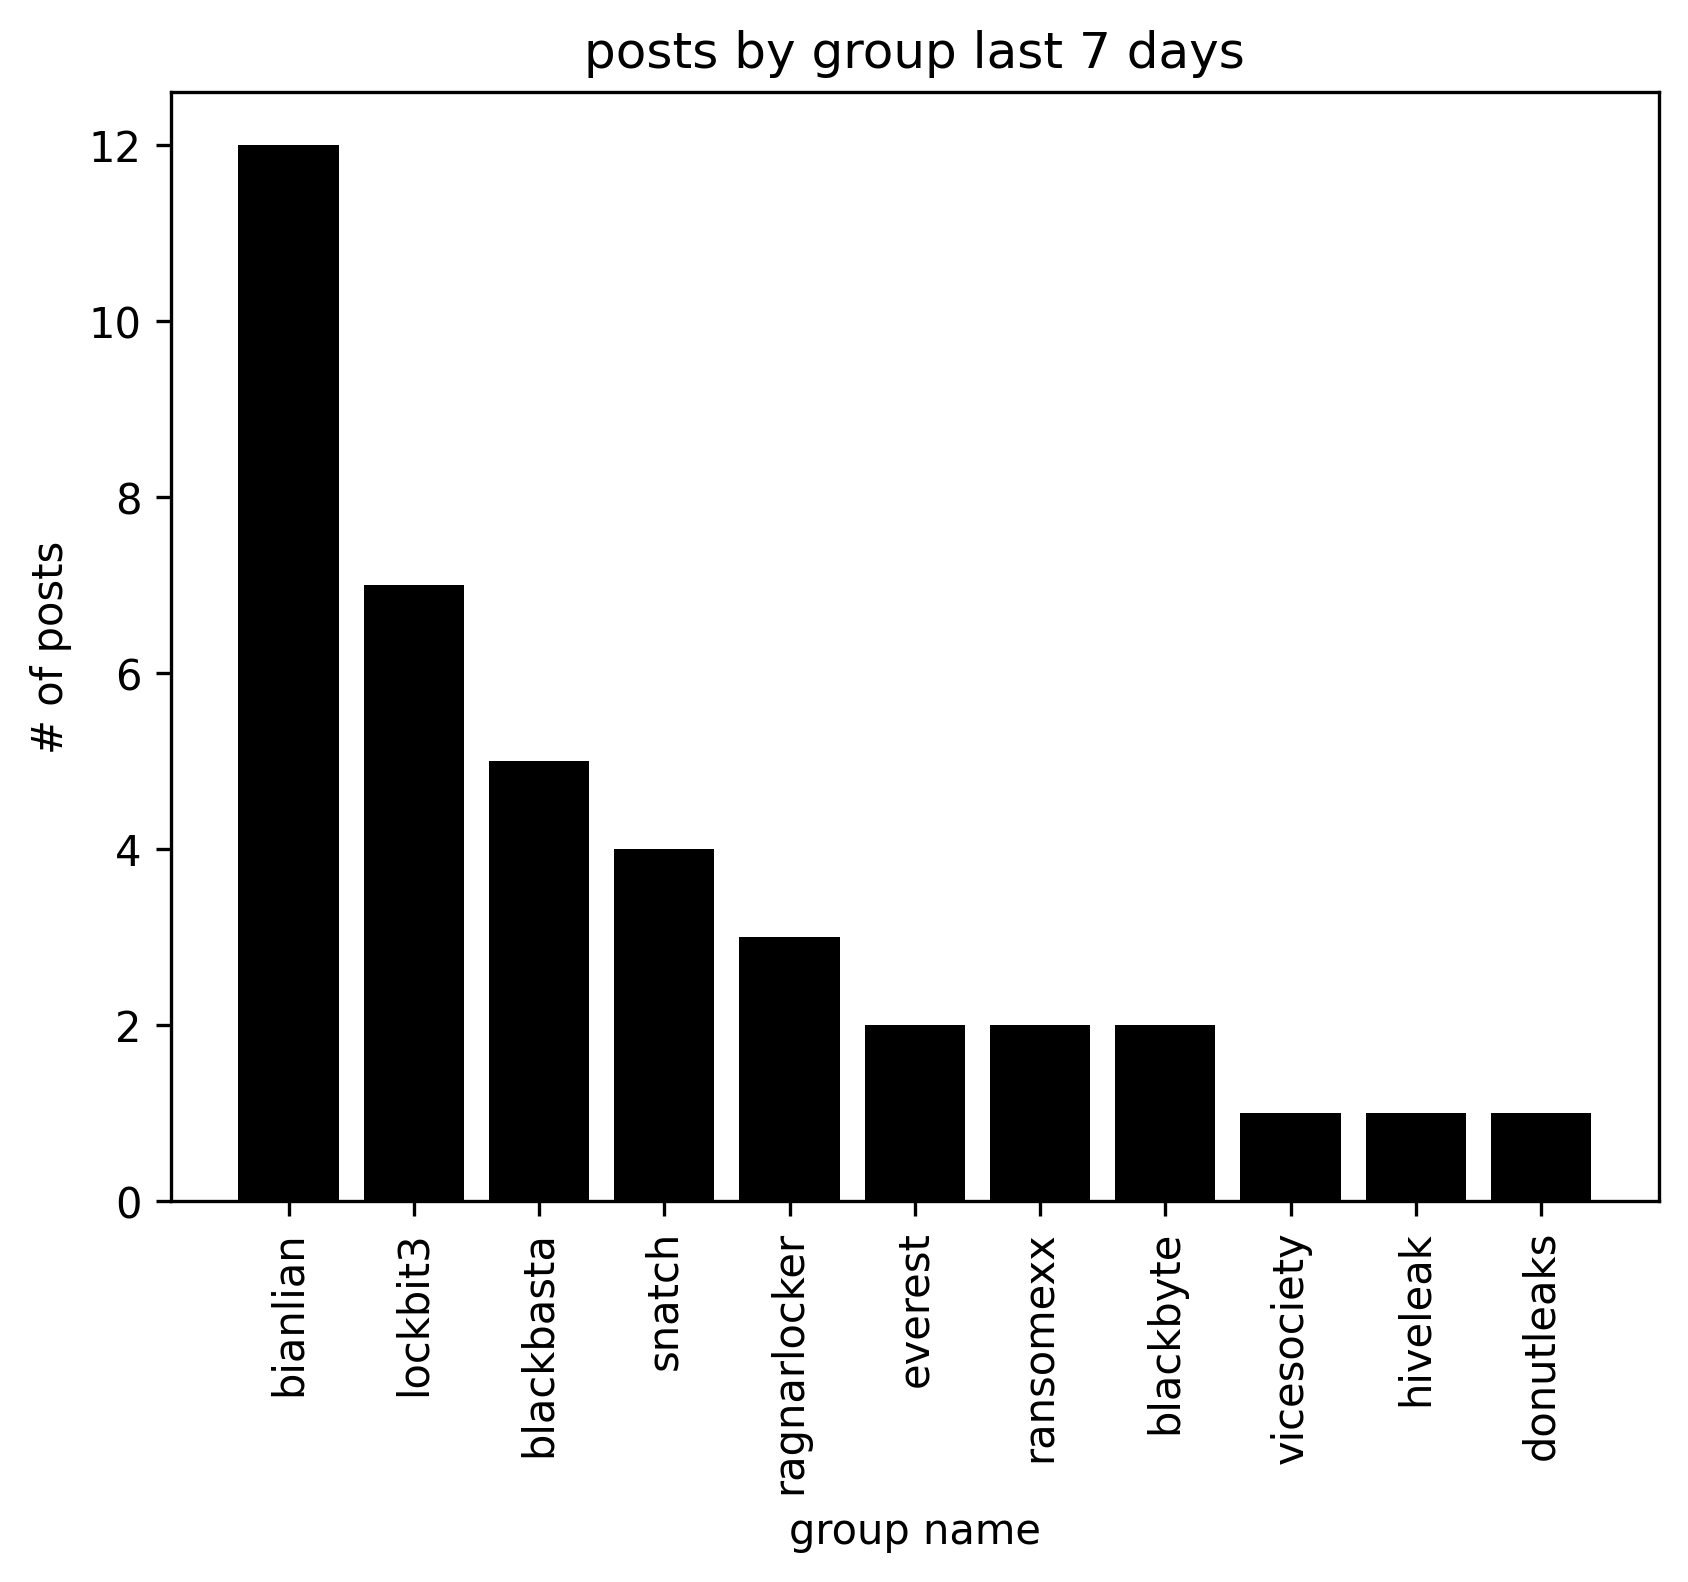 posts by group last 7 days
12
10
8
6
4
2
0
# of posts
bianlian
lockbit3
blackbasta
snatch
ragnarlocker
everest
ransomexx
blackbyte
vicesociety
hiveleak
donutleaks
group name